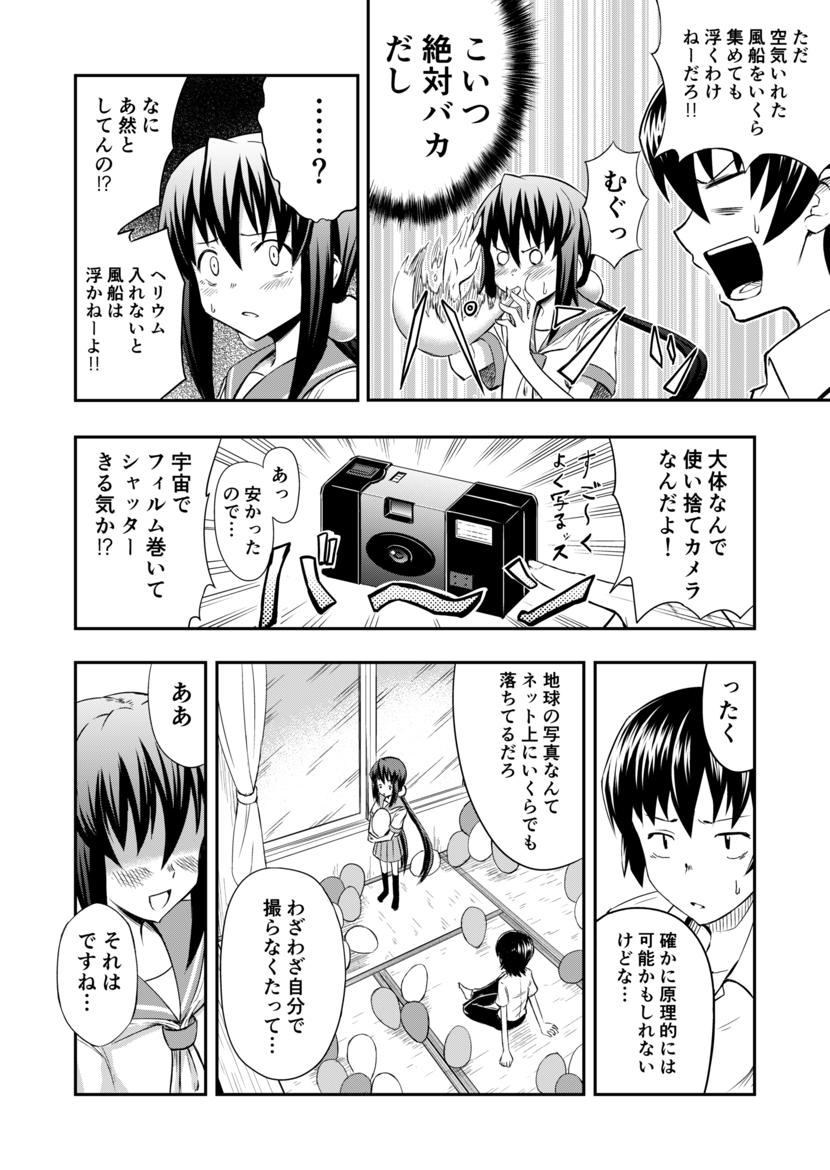 ただ
空気いれた
風船をいくら
集めても
浮くわけ
ねーだろ!!
むぐっ
こいつ
絶対バカ
だし
パーン
……?
なに
あ然と
してんの!?
ヘリウム
入れないと
風船は
浮かねーよ!!
大体なんで
使い捨てカメラ
なんだよ!
すご〜く
よく写るッス
あっ
安かった
ので…
宇宙で
フィルム巻いて
シャッター
きる気か!?
ったく
確かに原理的には
可能かもしれない
けどな…
地球の写真なんて
ネット上にいくらでも
落ちてるだろ
わざわざ自分で
撮らなくたって…
ああ
それは
ですね…